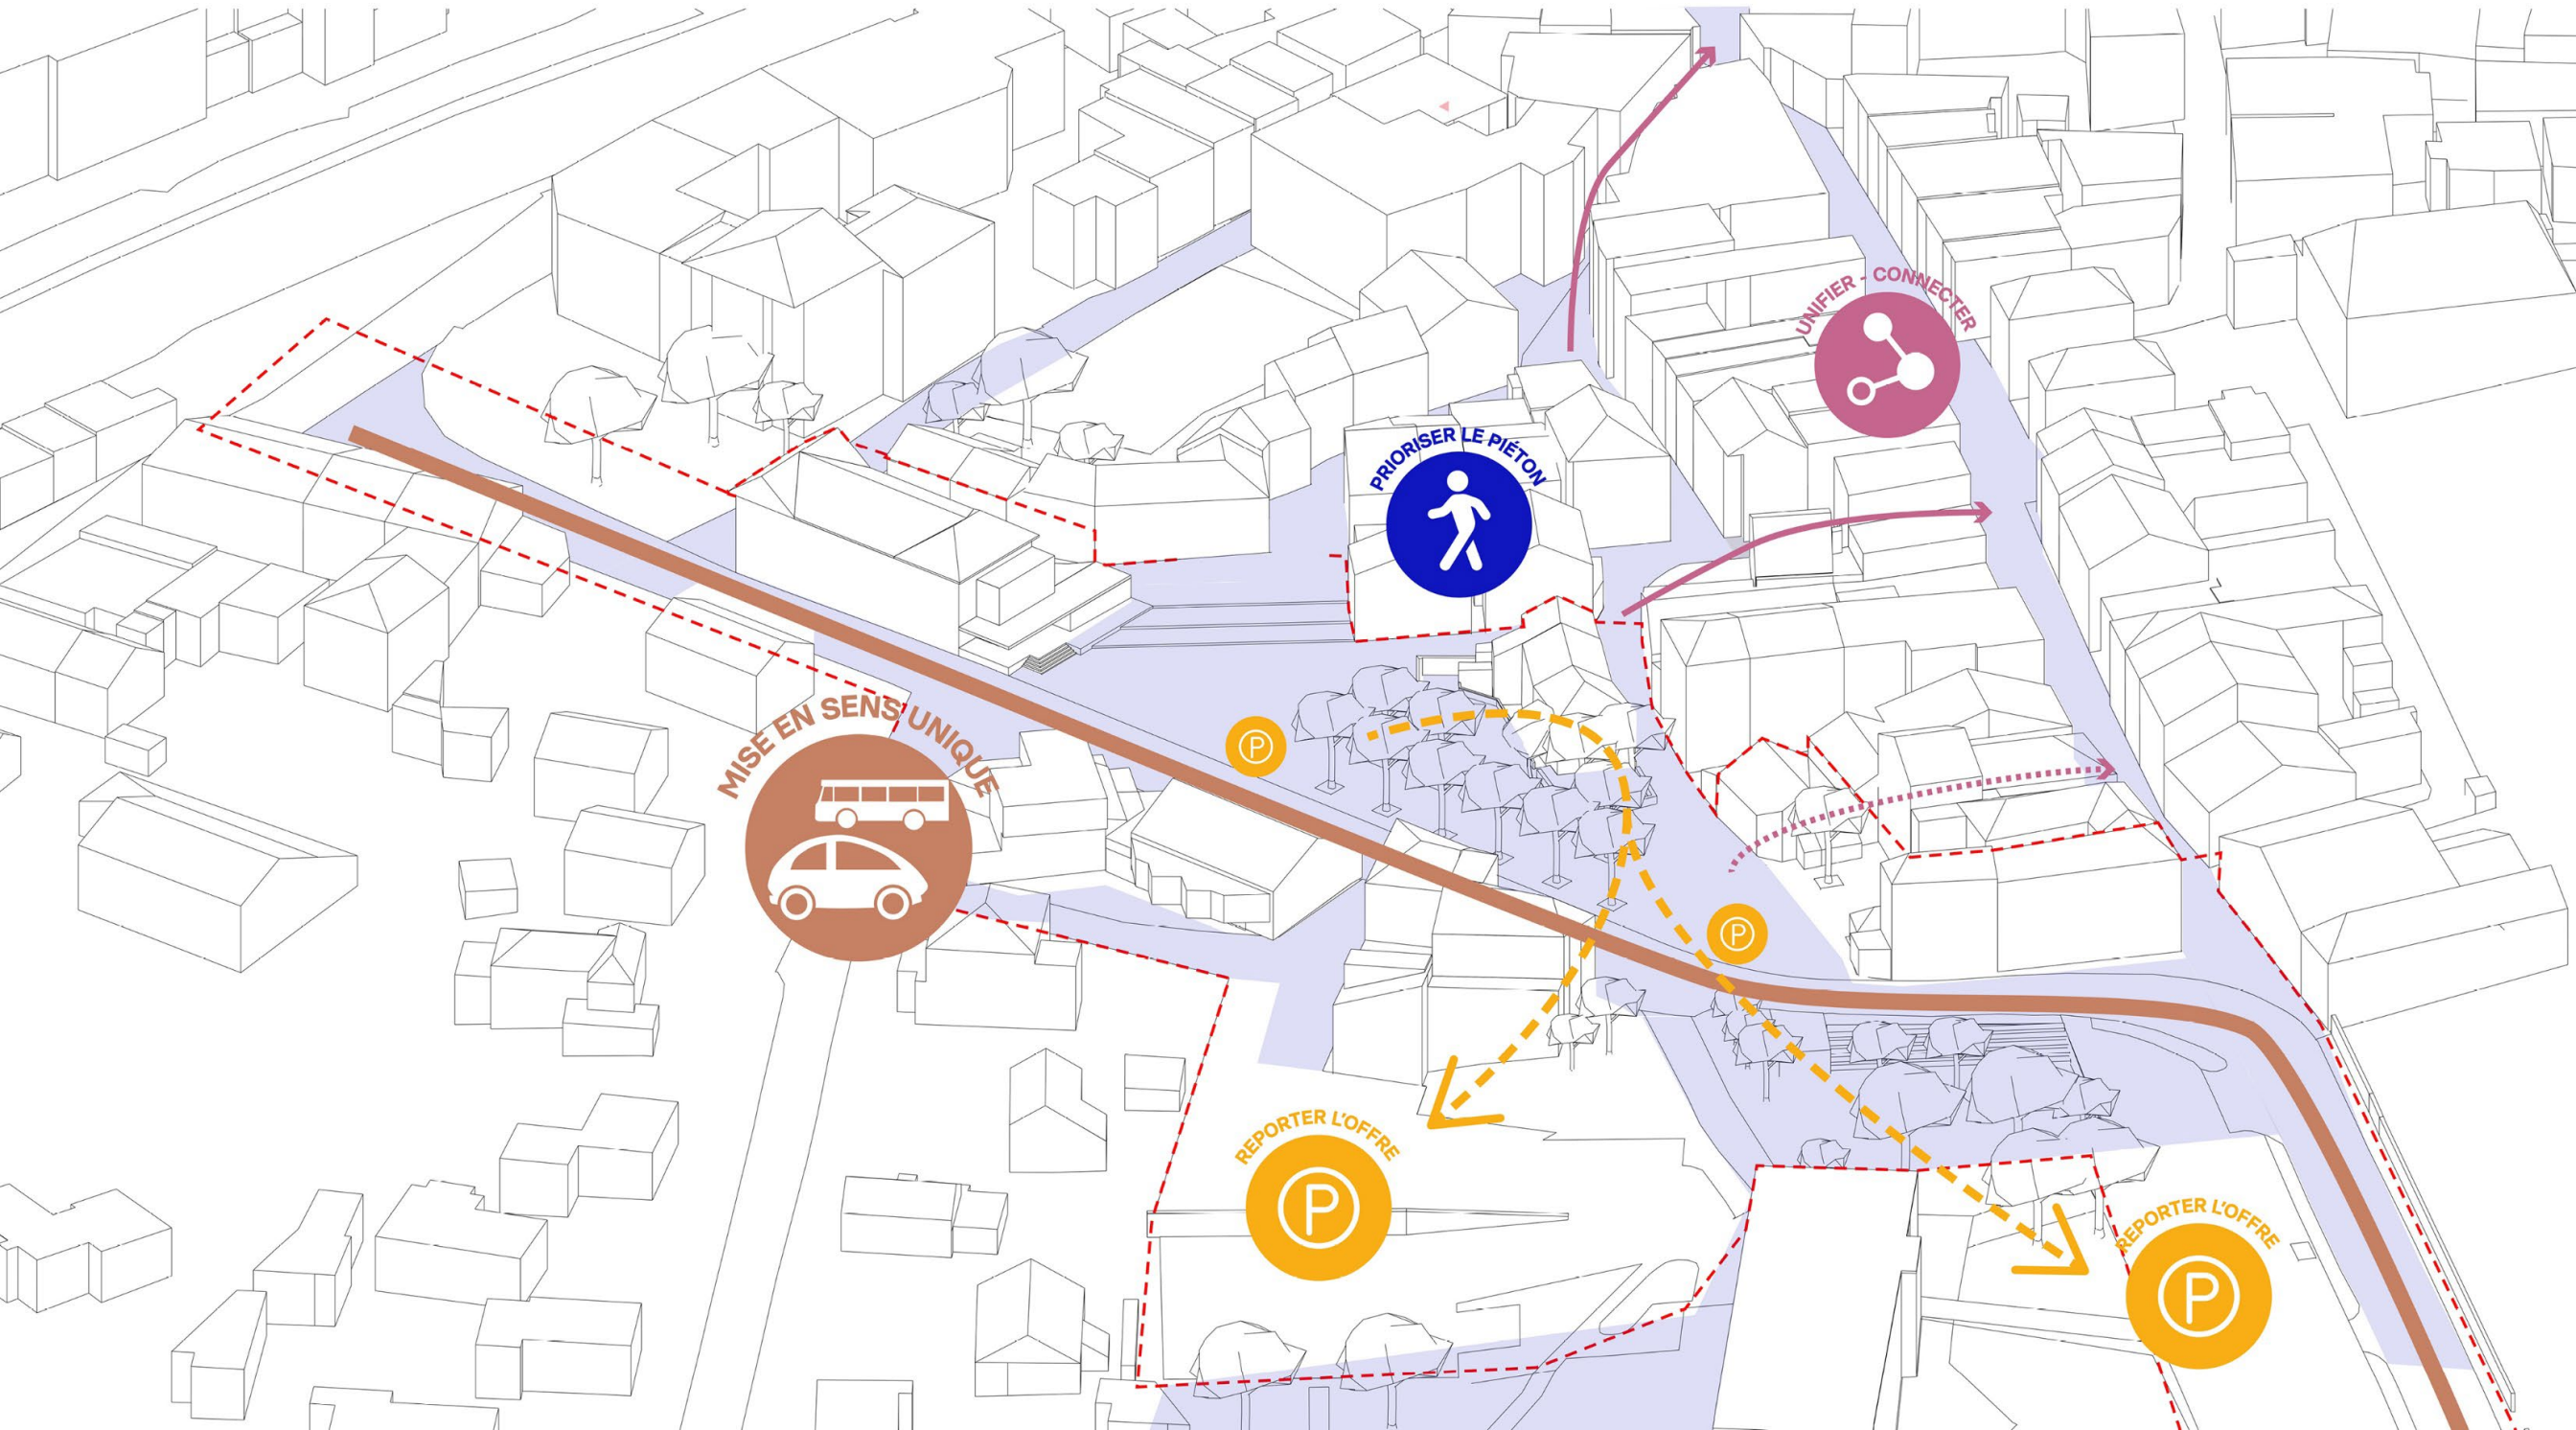 UNIFIER - CONNECTER
PRIORISER LE PIÉTON
MISE EN SENS UNIQUE
P
P
REPORTER L'OFFRE
P
REPORTER L'OFFRE
P